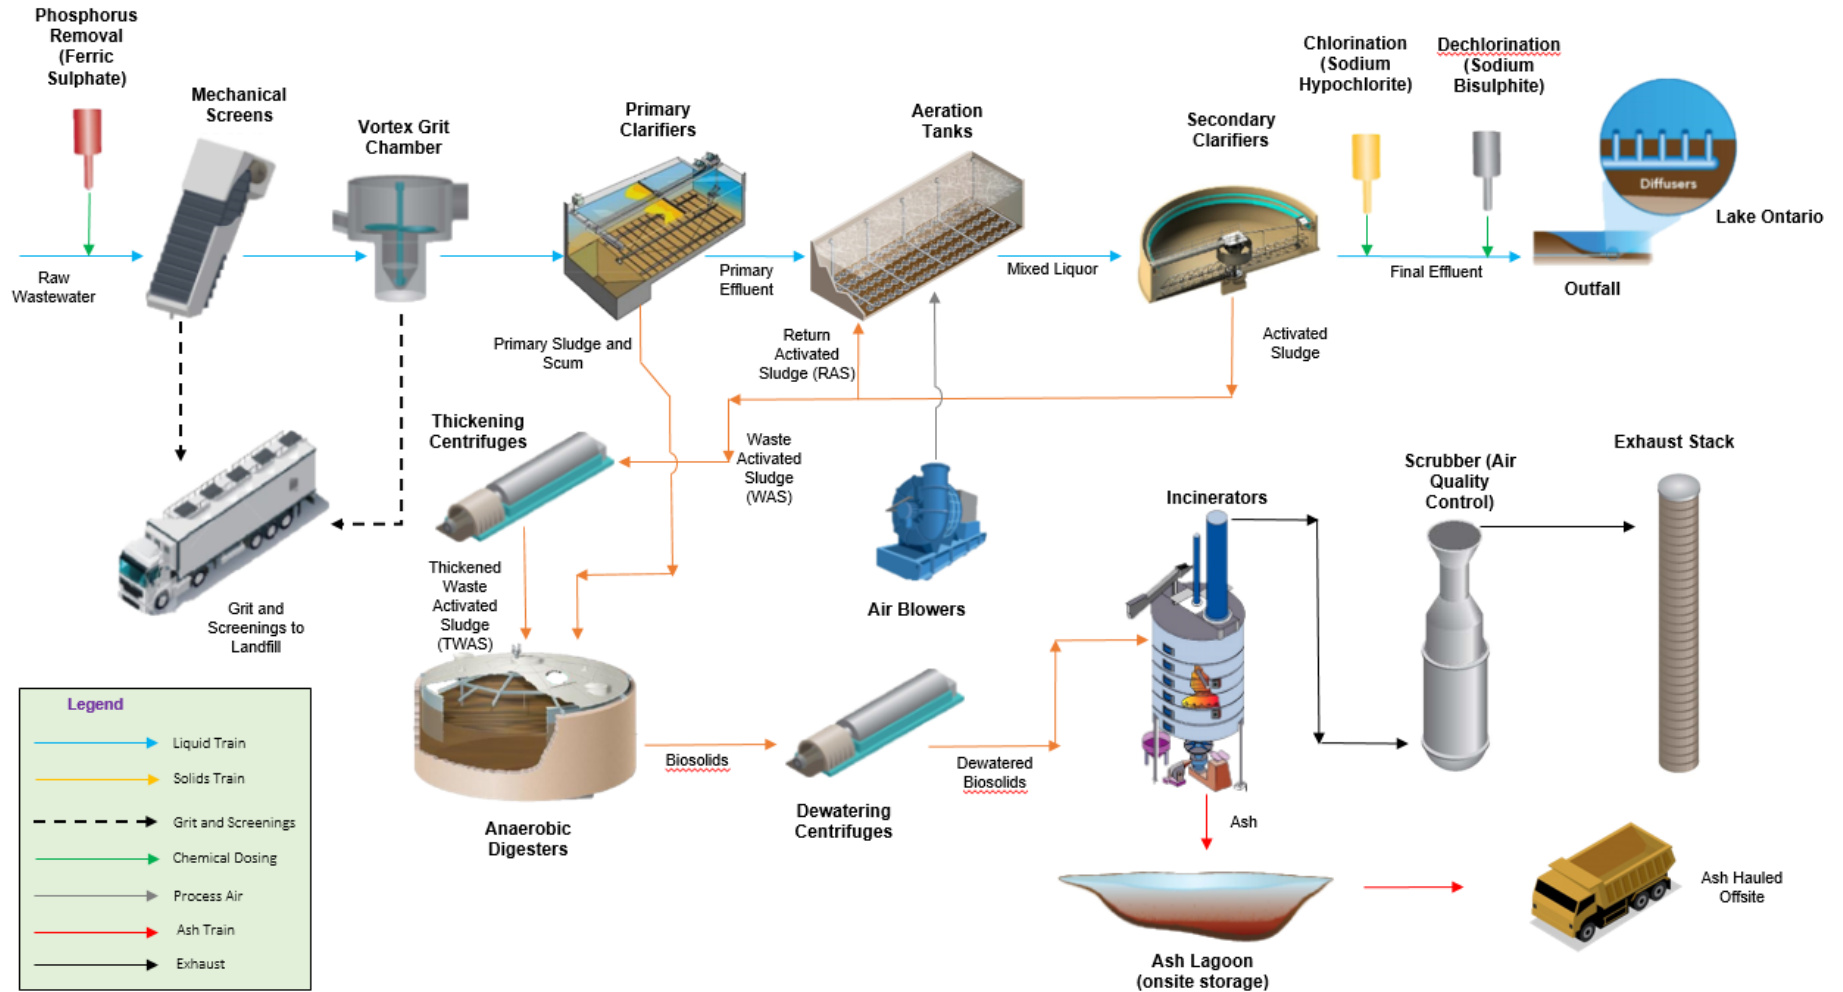 Phosphorus
Removal
(Ferric
Sulphate)
Mechanical
Screens
Vortex Grit
Chamber
Primary
Clarifiers
Aeration
Tanks
Secondary
Clarifiers
Chlorination
(Sodium
Hypochlorite)
Dechlorination
(Sodium
Bisulphite)
Diffusers
Lake Ontario
Raw
Wastewater
Primary
Effluent
Mixed Liquor
Final Effluent
Outfall
Primary Sludge and
Scum
Return
Activated
Sludge (RAS)
Activated
Sludge
Thickening
Centrifuges
Waste
Activated
Sludge
(WAS)
Incinerators
Scrubber (Air
Quality
Control)
Exhaust Stack
Grit and
Screenings to
Landfill
Thickened
Waste
Activated
Sludge
(TWAS)
Air Blowers
Biosolids
Dewatered
Biosolids
Anaerobic
Digesters
Dewatering
Centrifuges
Ash
Ash Lagoon
(onsite storage)
Ash Hauled
Offsite
Legend
Liquid Train
Solids Train
Grit and Screenings
Chemical Dosing
Process Air
Ash Train
Exhaust